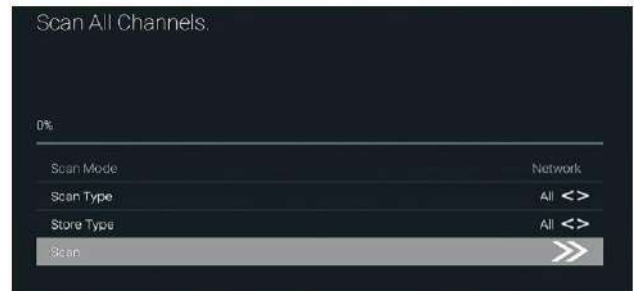 Scan All Channels.
0%
Scan Mode Network
Scan Type All <>
Store Type All <>
Scan